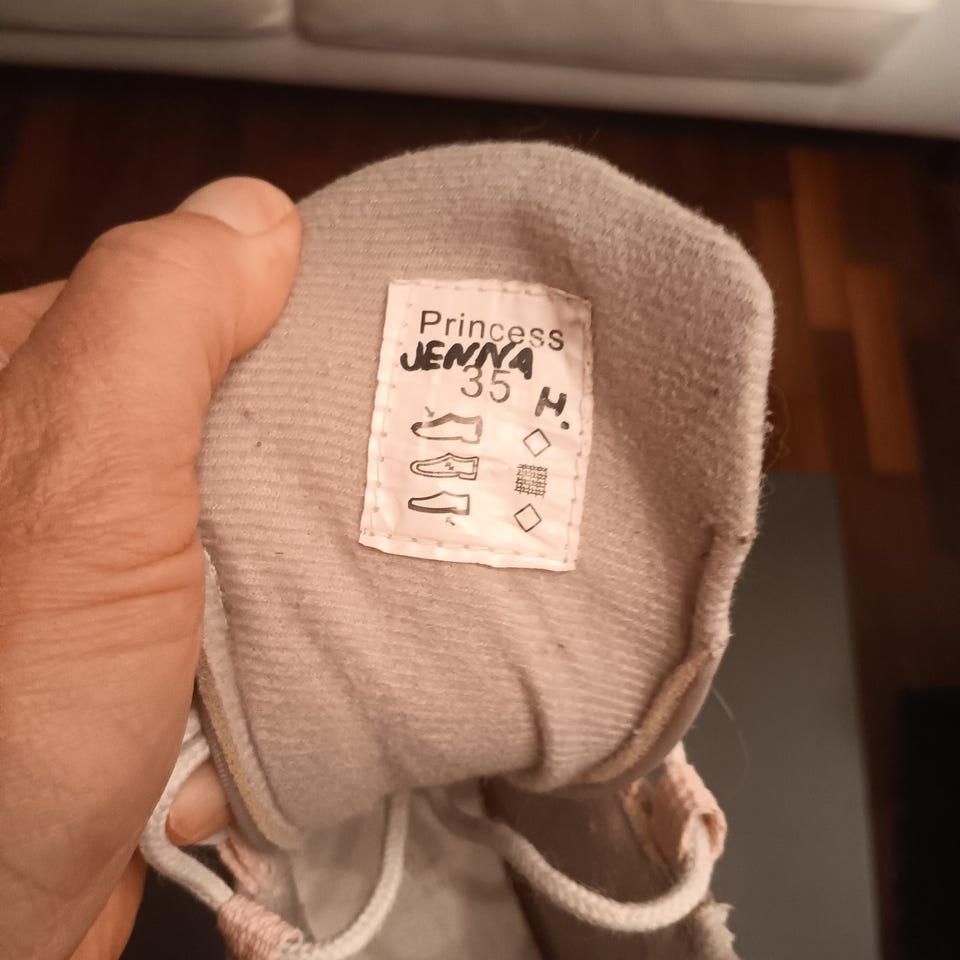 Princess
JENNA
35
H.